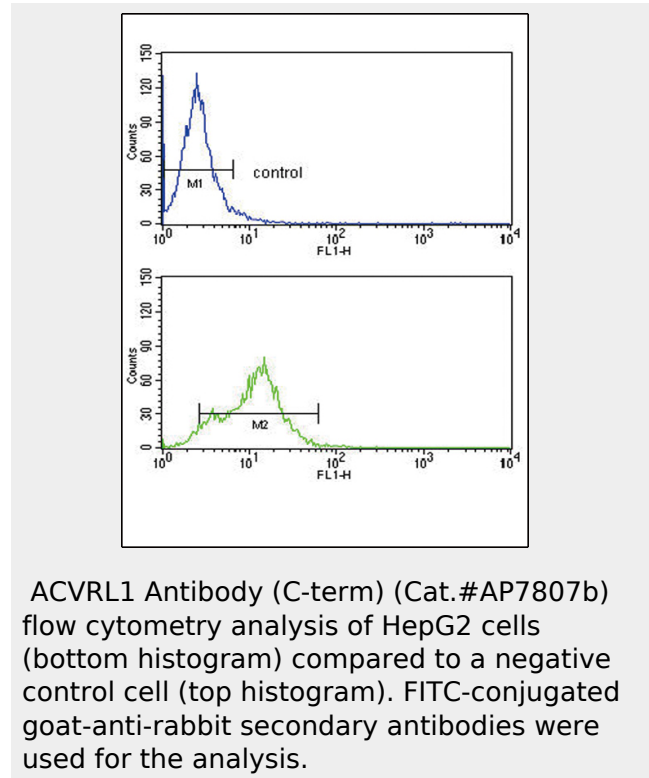 150
120
90
60
30
0
Counts
M1
control
10^0 10^1 10^2 10^3 10^4
FL1-H
150
120
90
60
30
0
Counts
M2
10^0 10^1 10^2 10^3 10^4
FL1-H
ACVRL1 Antibody (C-term) (Cat.#AP7807b)
flow cytometry analysis of HepG2 cells
(bottom histogram) compared to a negative
control cell (top histogram). FITC-conjugated
goat-anti-rabbit secondary antibodies were
used for the analysis.